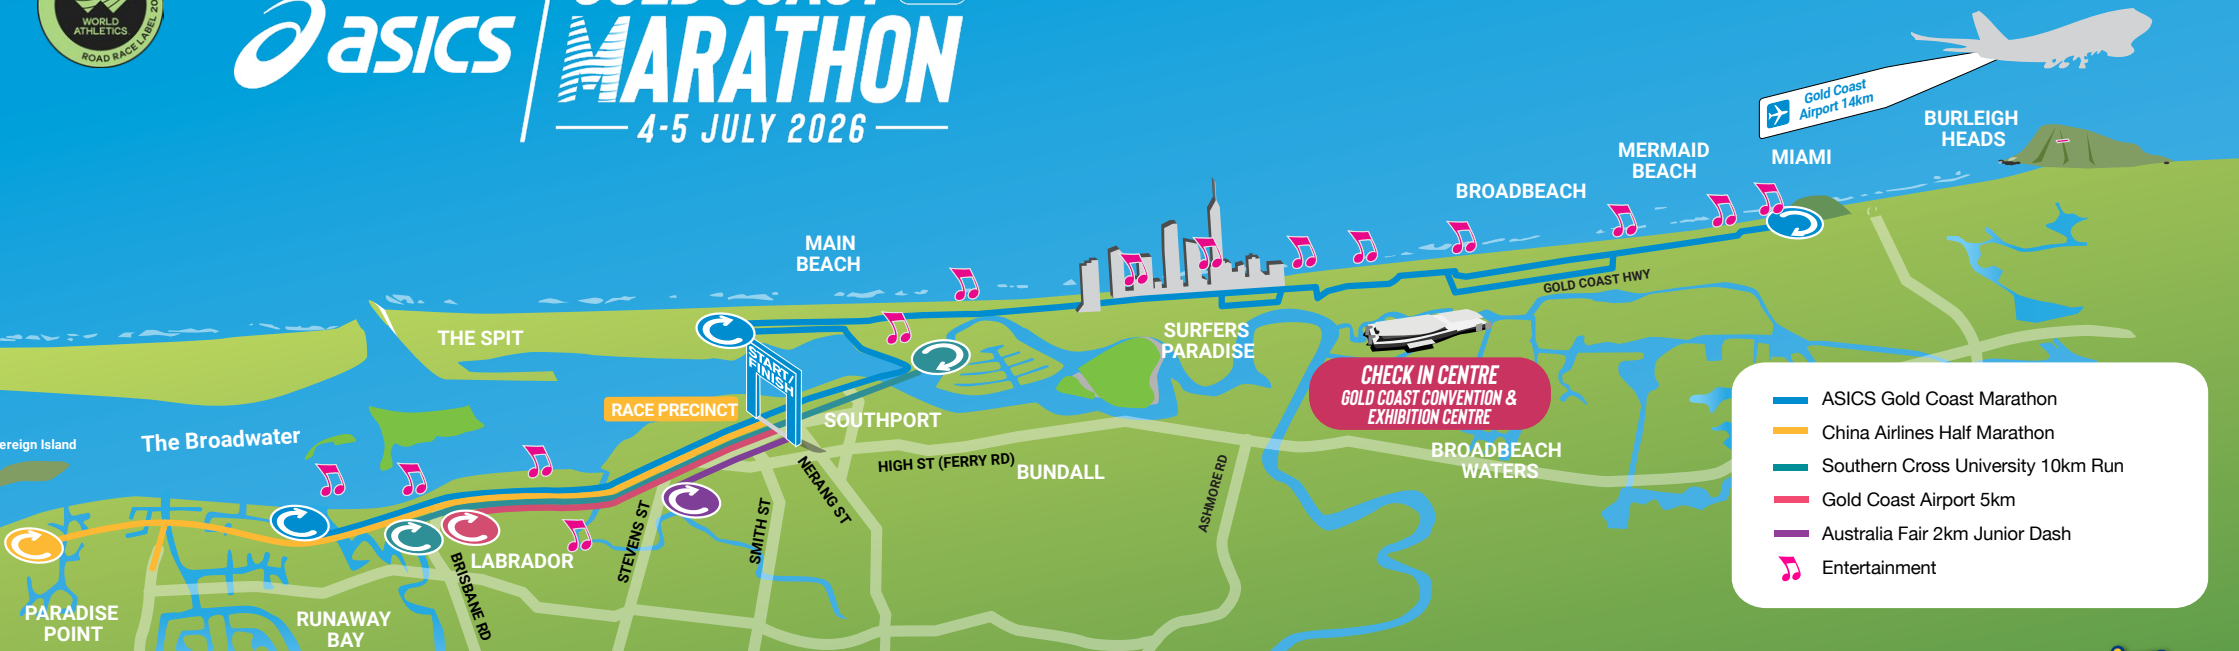 WORLD
ATHLETICS.
ROAD RACE LABEL 20
asics
GOLD COAST
MARATHON
4-5 JULY 2026
Gold Coast
Airport 14km
BURLEIGH
HEADS
MERMAID
BEACH
MIAMI
BROADBEACH
MAIN
BEACH
GOLD COAST HWY
THE SPIT
SURFERS
PARADISE
START/
FINISH
CHECK IN CENTRE
GOLD COAST CONVENTION &
EXHIBITION CENTRE
RACE PRECINCT
SOUTHPORT
The Broadwater
ereign Island
HIGH ST (FERRY RD)
BUNDALL
BROADBEACH
WATERS
NERANG ST
ASHMORE RD
STEVENS ST
SMITH ST
LABRADOR
BRISBANE RD
PARADISE
POINT
RUNAWAY
BAY
ASICS Gold Coast Marathon
China Airlines Half Marathon
Southern Cross University 10km Run
Gold Coast Airport 5km
Australia Fair 2km Junior Dash
Entertainment